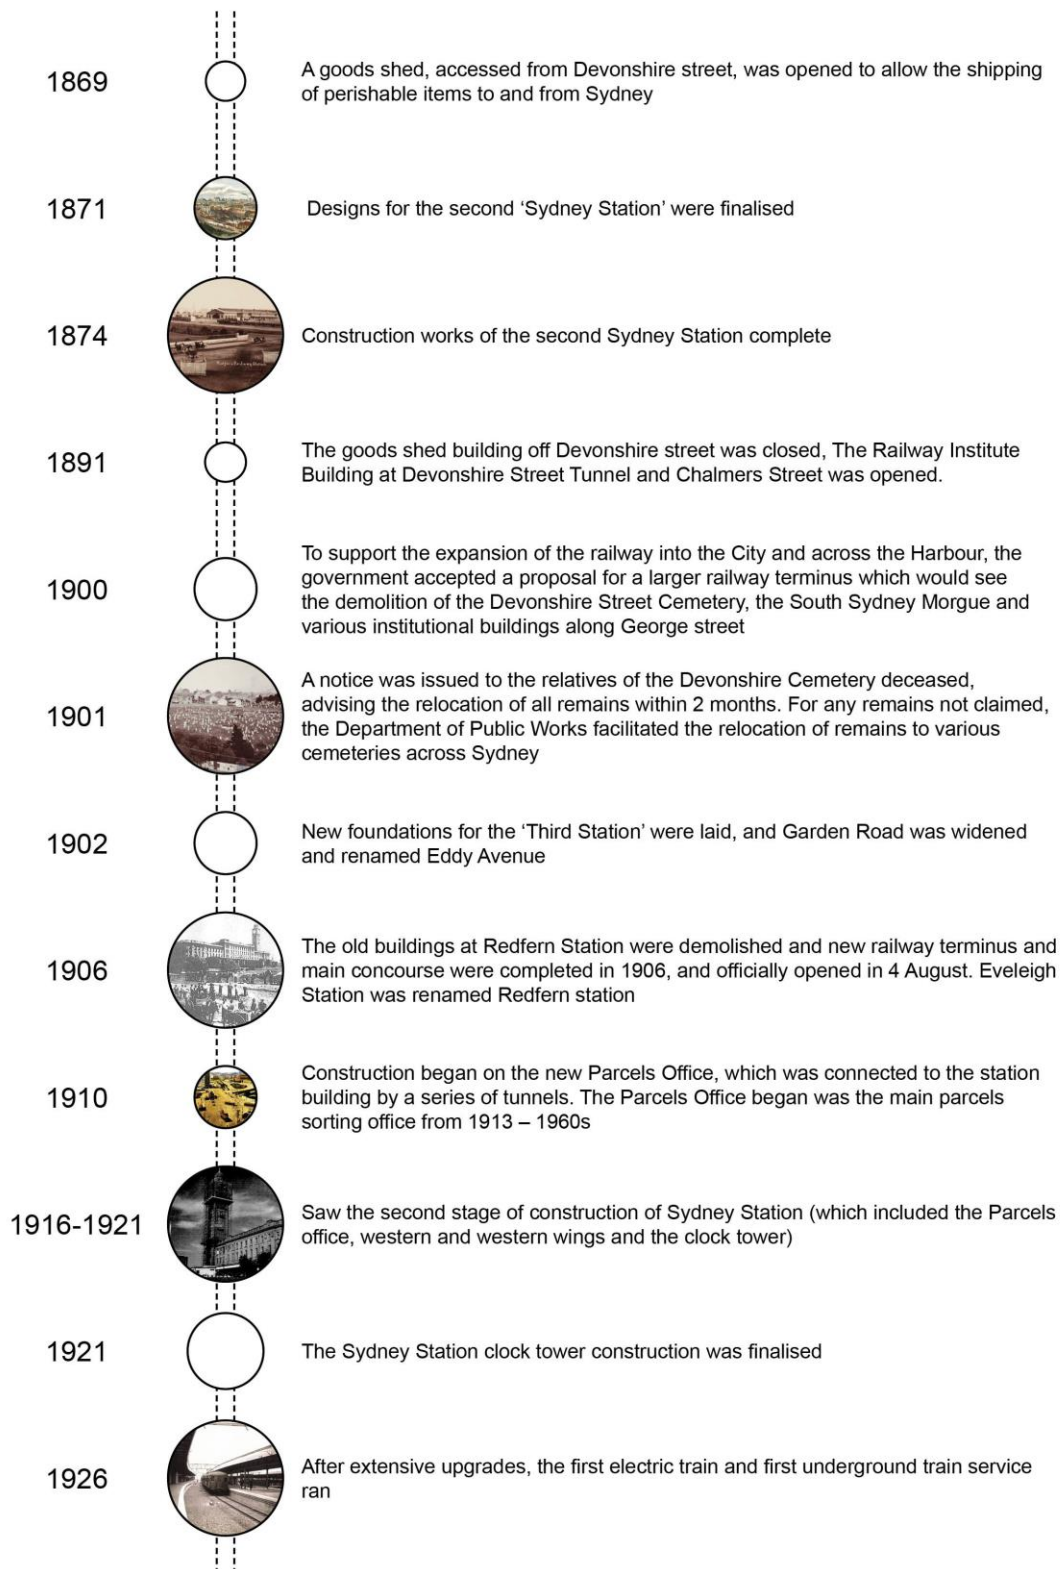 1869
A goods shed, accessed from Devonshire street, was opened to allow the shipping
of perishable items to and from Sydney
1871
Designs for the second ‘Sydney Station’ were finalised
1874
Construction works of the second Sydney Station complete
1891
The goods shed building off Devonshire street was closed, The Railway Institute
Building at Devonshire Street Tunnel and Chalmers Street was opened.
1900
To support the expansion of the railway into the City and across the Harbour, the
government accepted a proposal for a larger railway terminus which would see
the demolition of the Devonshire Street Cemetery, the South Sydney Morgue and
various institutional buildings along George street
1901
A notice was issued to the relatives of the Devonshire Cemetery deceased,
advising the relocation of all remains within 2 months. For any remains not claimed,
the Department of Public Works facilitated the relocation of remains to various
cemeteries across Sydney
1902
New foundations for the ‘Third Station’ were laid, and Garden Road was widened
and renamed Eddy Avenue
1906
The old buildings at Redfern Station were demolished and new railway terminus and
main concourse were completed in 1906, and officially opened in 4 August. Eveleigh
Station was renamed Redfern station
1910
Construction began on the new Parcels Office, which was connected to the station
building by a series of tunnels. The Parcels Office began was the main parcels
sorting office from 1913 – 1960s
1916-1921
Saw the second stage of construction of Sydney Station (which included the Parcels
office, western and western wings and the clock tower)
1921
The Sydney Station clock tower construction was finalised
1926
After extensive upgrades, the first electric train and first underground train service
ran